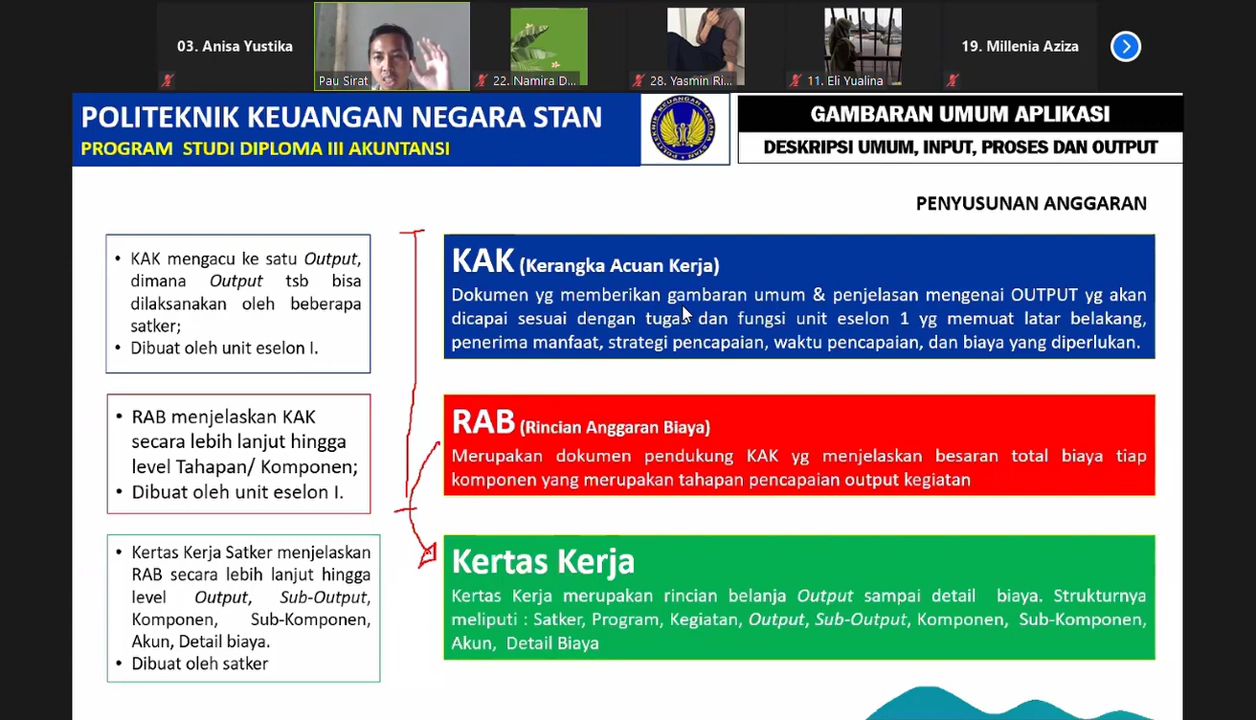 03. Anisa Yustika
Pau Sirat
22. Namira D...
28. Yasmin Ri...
11. Eli Yualina
19. Millenia Aziza
POLITEKNIK KEUANGAN NEGARA STAN
PROGRAM STUDI DIPLOMA III AKUNTANSI
GAMBARAN UMUM APLIKASI
DESKRIPSI UMUM, INPUT, PROSES DAN OUTPUT
PENYUSUNAN ANGGARAN
• KAK mengacu ke satu Output,
dimana Output tsb bisa
dilaksanakan oleh beberapa
satker;
• Dibuat oleh unit eselon I.
KAK (Kerangka Acuan Kerja)
Dokumen yg memberikan gambaran umum & penjelasan mengenai OUTPUT yg akan
dicapai sesuai dengan tugas dan fungsi unit eselon 1 yg memuat latar belakang,
penerima manfaat, strategi pencapaian, waktu pencapaian, dan biaya yang diperlukan.
• RAB menjelaskan KAK
secara lebih lanjut hingga
level Tahapan/ Komponen;
• Dibuat oleh unit eselon I.
RAB (Rincian Anggaran Biaya)
Merupakan dokumen pendukung KAK yg menjelaskan besaran total biaya tiap
komponen yang merupakan tahapan pencapaian output kegiatan
• Kertas Kerja Satker menjelaskan
RAB secara lebih lanjut hingga
level Output, Sub-Output,
Komponen, Sub-Komponen,
Akun, Detail biaya.
• Dibuat oleh satker
Kertas Kerja
Kertas Kerja merupakan rincian belanja Output sampai detail biaya. Strukturnya
meliputi : Satker, Program, Kegiatan, Output, Sub-Output, Komponen, Sub-Komponen,
Akun, Detail Biaya